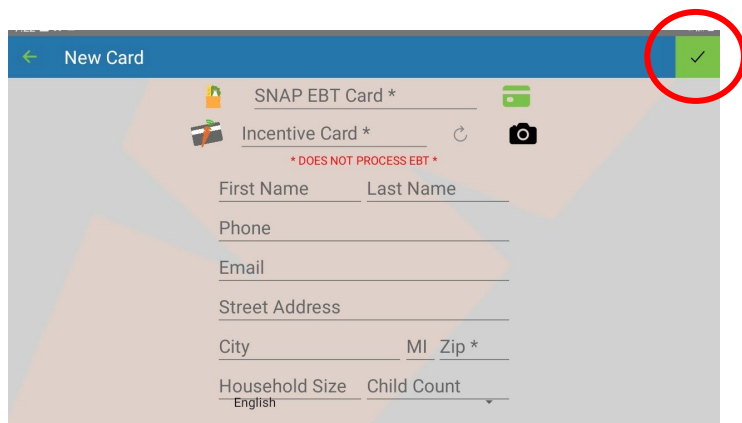 New Card
SNAP EBT Card *
Incentive Card *
* DOES NOT PROCESS EBT *
First Name Last Name
Phone
Email
Street Address
City MI Zip *
Household Size Child Count
English